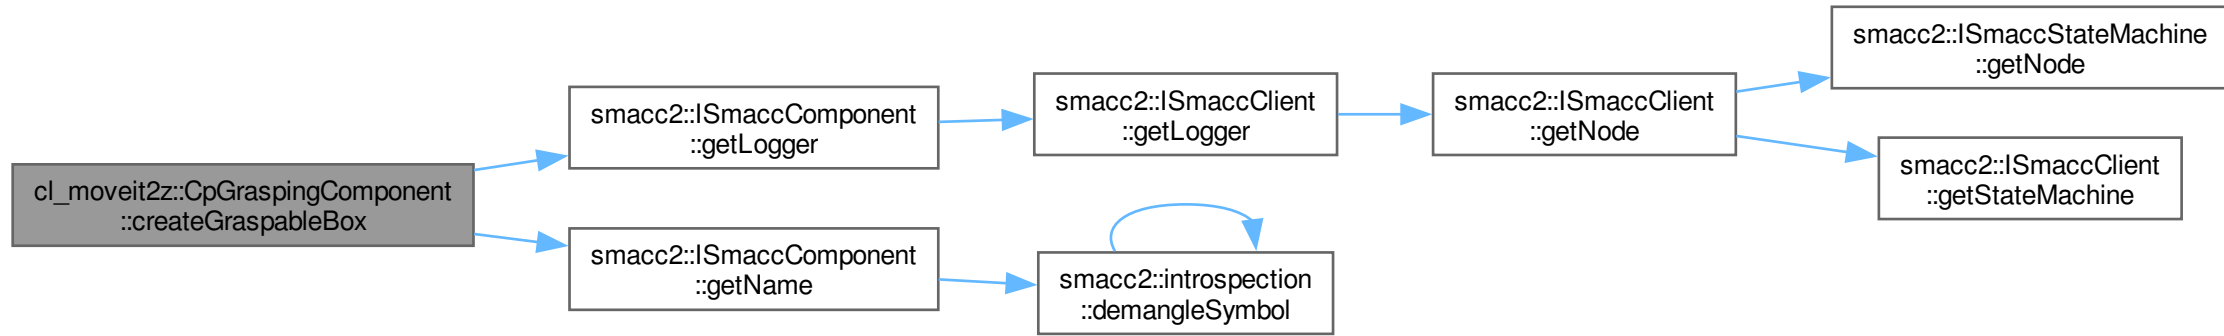 cl_moveit2z::CpGraspingComponent
::createGraspableBox
smacc2::ISmaccComponent
::getLogger
smacc2::ISmaccClient
::getLogger
smacc2::ISmaccClient
::getNode
smacc2::ISmaccStateMachine
::getNode
smacc2::ISmaccClient
::getStateMachine
smacc2::ISmaccComponent
::getName
smacc2::introspection
::demangleSymbol